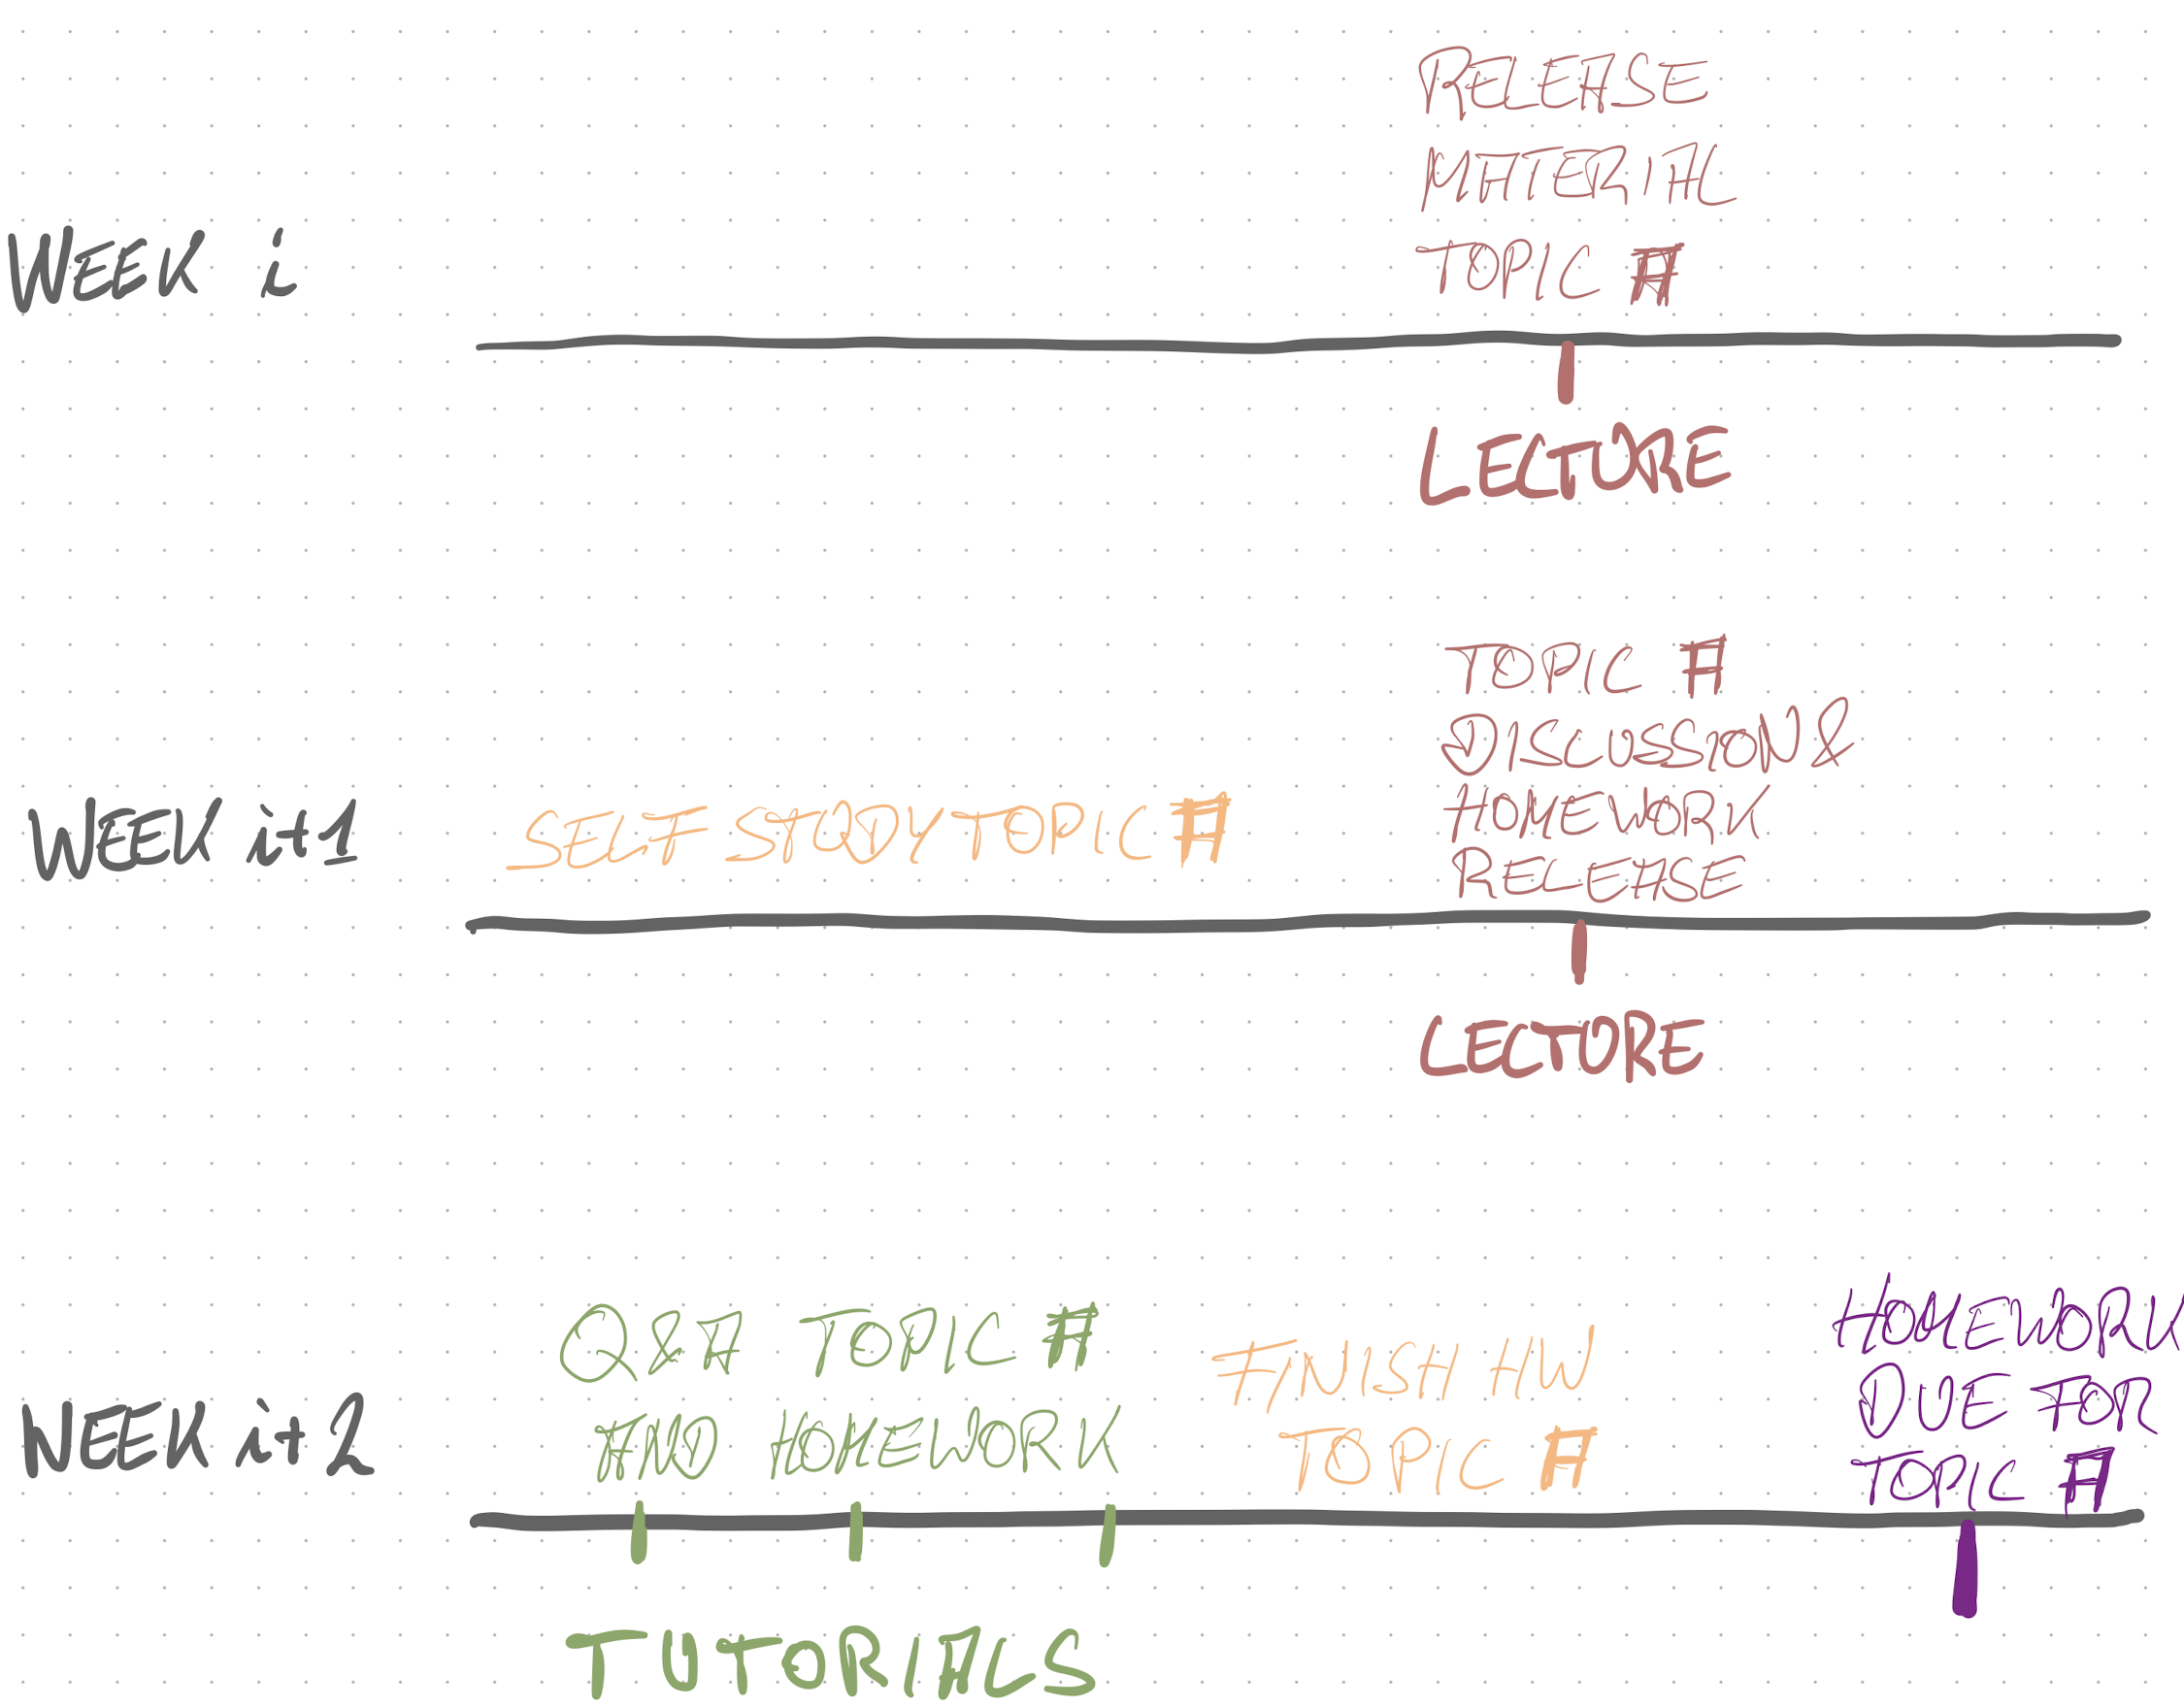 RELEASE
MATERIAL
TOPIC #
WEEK i
LECTURE
TOPIC #
DISCUSSION &
HOMEWORK
RELEASE
WEEK i+1
SELF STUDY TOPIC #
LECTURE
Q&A TOPIC #
AND HOMEWORK
FINISH HW
TOPIC #
HOMEWORK
DUE FOR
TOPIC #
WEEK i+2
TUTORIALS